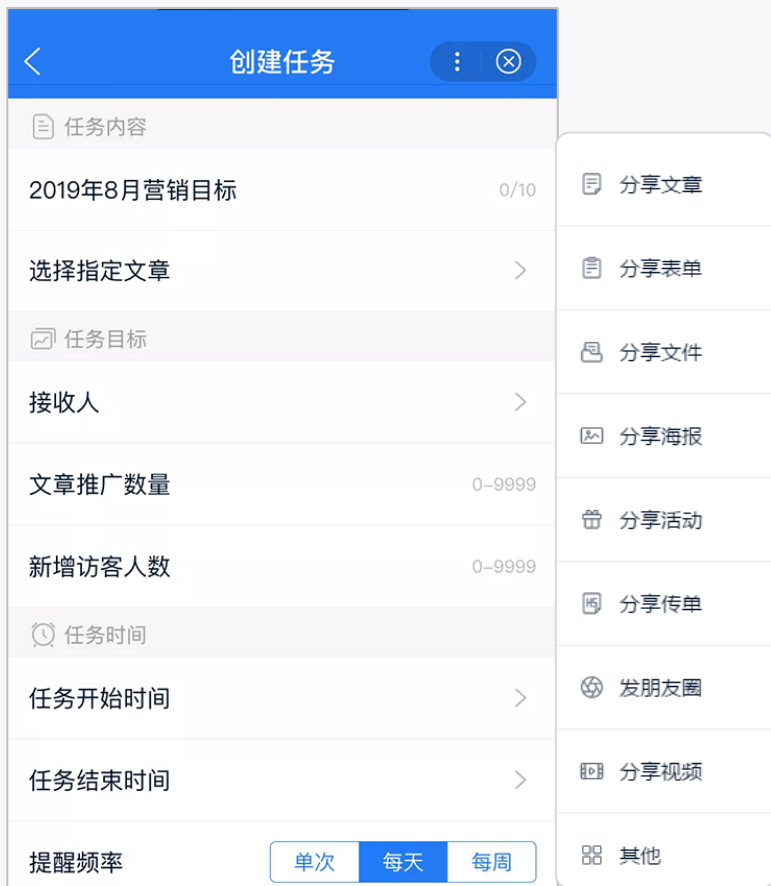 创建任务
任务内容
2019年8月营销目标
0/10
选择指定文章
任务目标
接收人
文章推广数量
0-9999
新增访客人数
0-9999
任务时间
任务开始时间
任务结束时间
提醒频率
单次
每天
每周
分享文章
分享表单
分享文件
分享海报
分享活动
H5
分享传单
发朋友圈
分享视频
其他